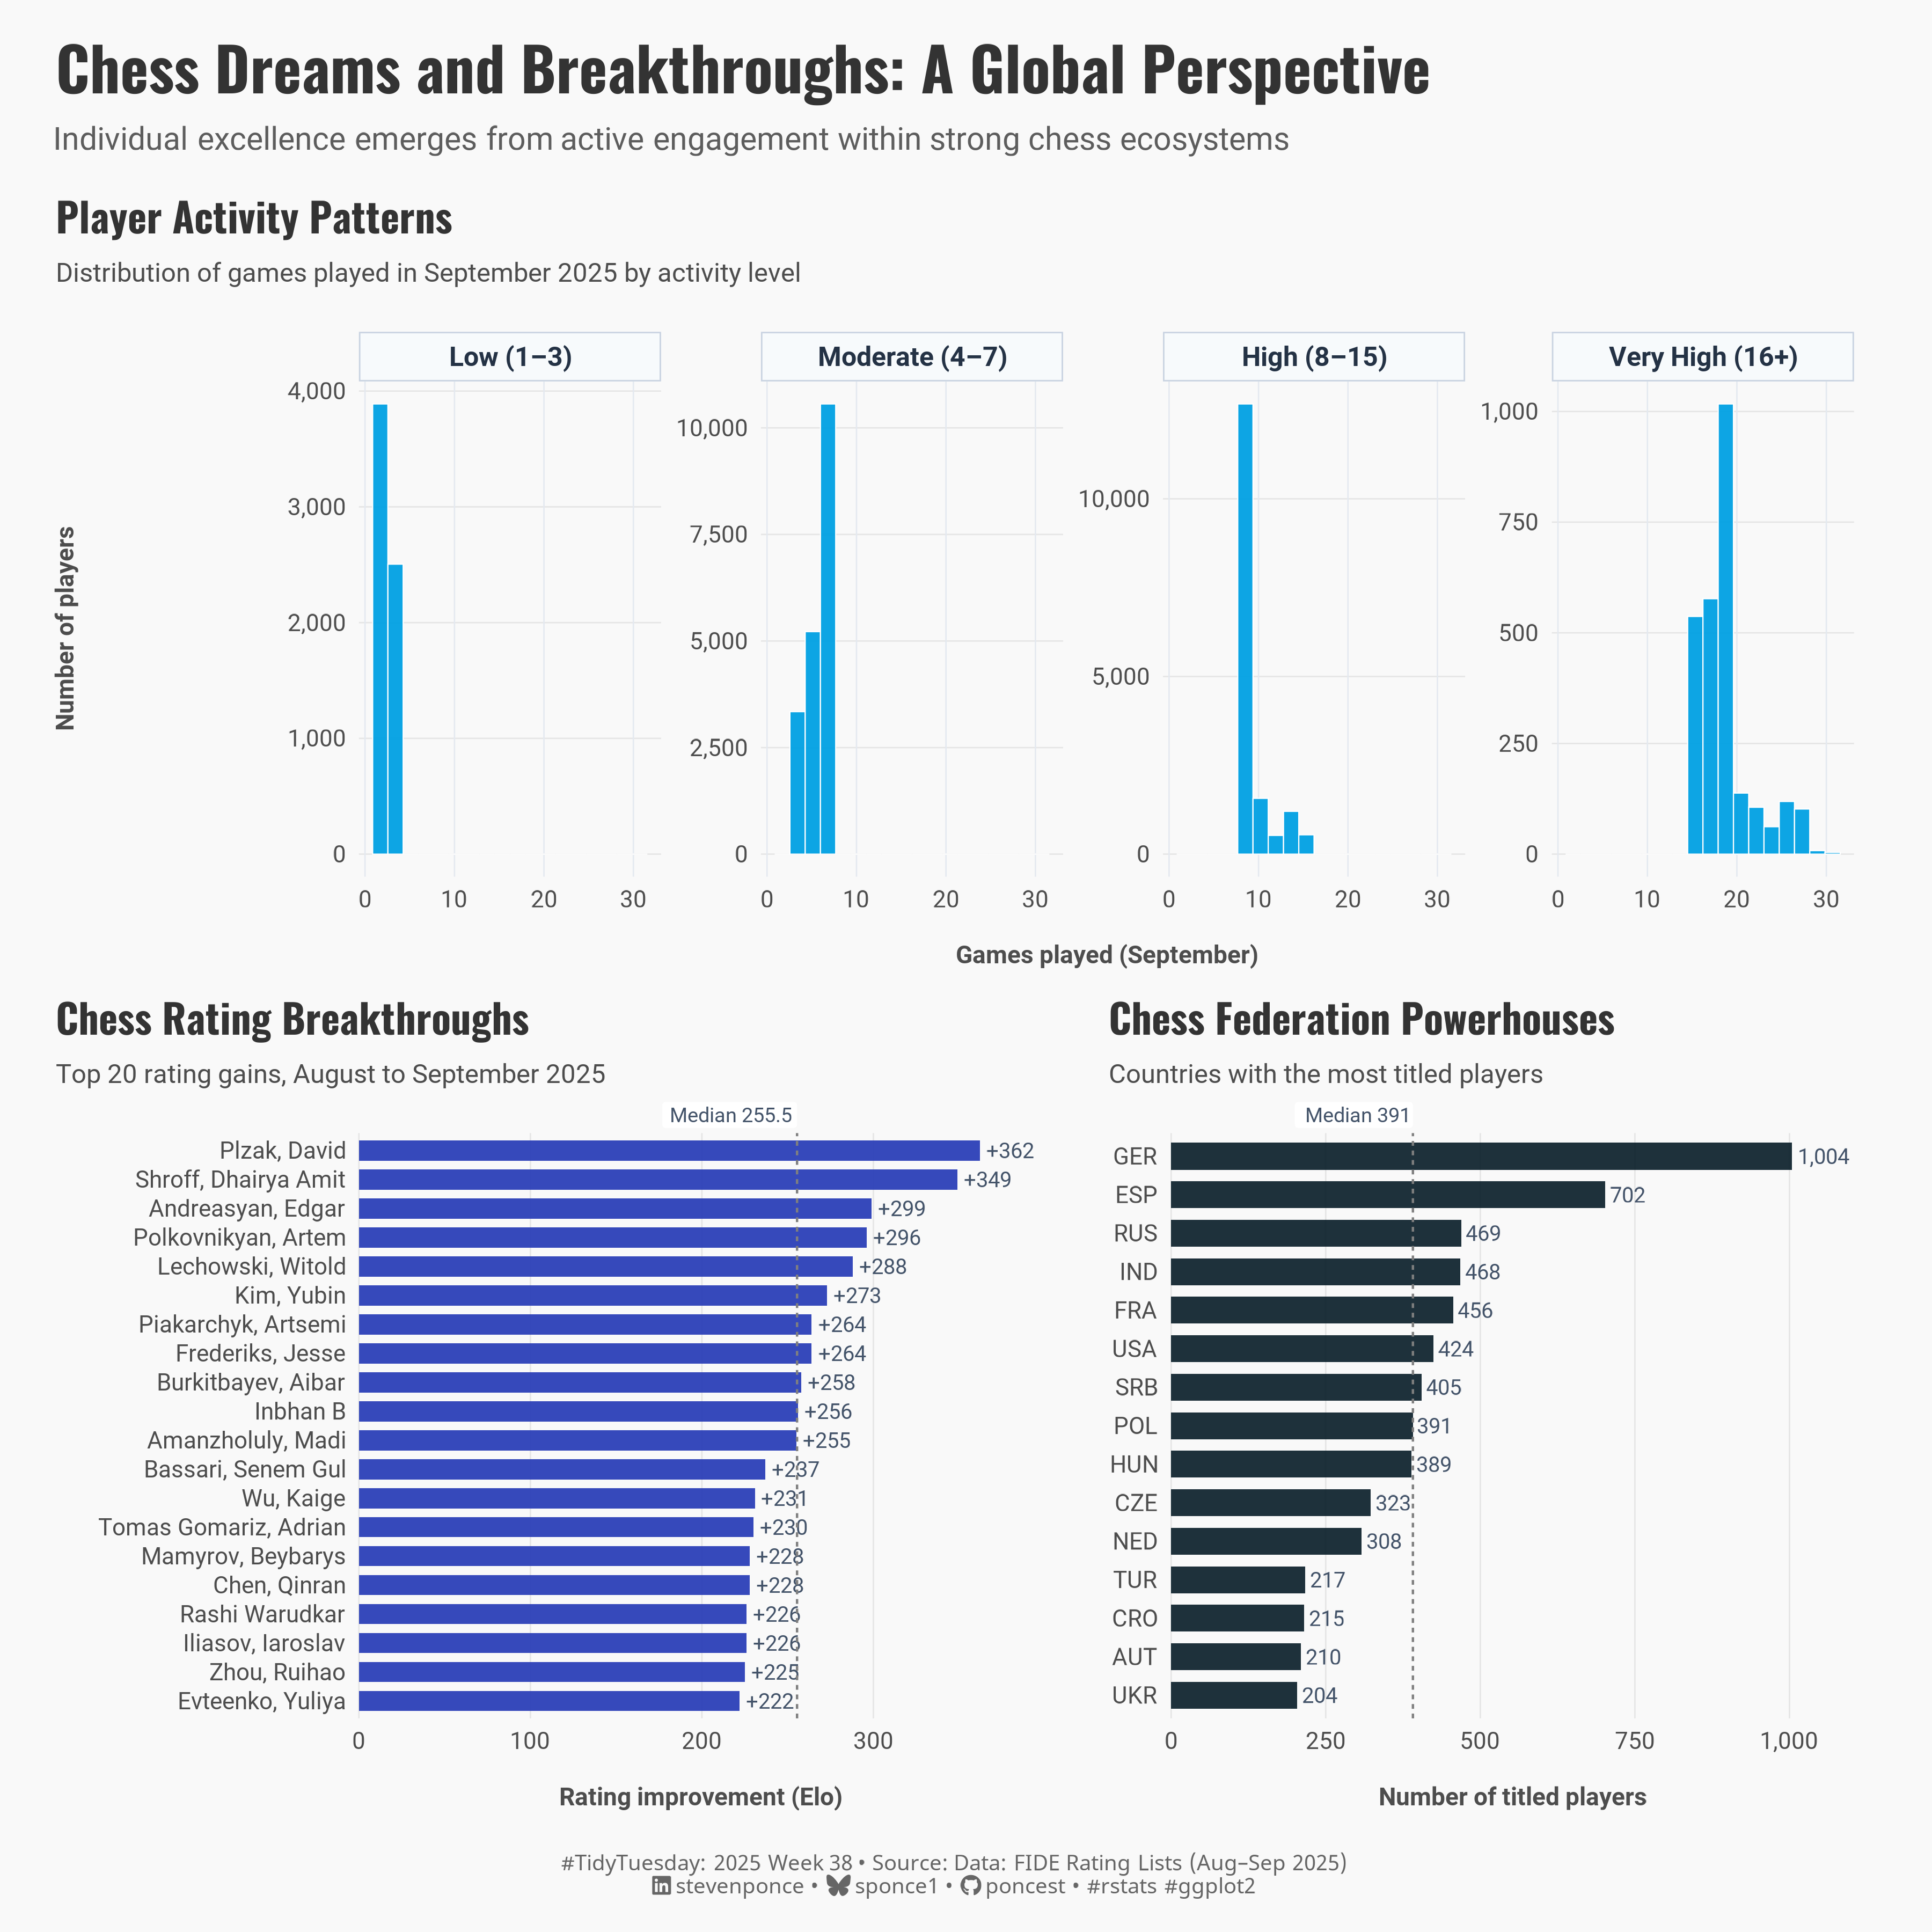 Chess Dreams and Breakthroughs: A Global Perspective
Individual excellence emerges from active engagement within strong chess ecosystems
Player Activity Patterns
Distribution of games played in September 2025 by activity level
Number of players
Low (1–3)
4,000
3,000
2,000
1,000
0
0 10 20 30
Moderate (4–7)
10,000
7,500
5,000
2,500
0
0 10 20 30
High (8–15)
10,000
5,000
0
0 10 20 30
Very High (16+)
1,000
750
500
250
0
0 10 20 30
Games played (September)
Chess Rating Breakthroughs
Top 20 rating gains, August to September 2025
Median 255.5
Plzak, David +362
Shroff, Dhairya Amit +349
Andreasyan, Edgar +299
Polkovnikyan, Artem +296
Lechowski, Witold +288
Kim, Yubin +273
Piakarchyk, Artsemi +264
Frederiks, Jesse +264
Burkitbayev, Aibar +258
Inbhan B +256
Amanzholuly, Madi +255
Bassari, Senem Gul +237
Wu, Kaige +231
Tomas Gomariz, Adrian +230
Mamyrov, Beybarys +228
Chen, Qinran +228
Rashi Warudkar +226
Iliasov, Iaroslav +226
Zhou, Ruihao +225
Evteenko, Yuliya +222
0 100 200 300
Rating improvement (Elo)
Chess Federation Powerhouses
Countries with the most titled players
Median 391
GER 1,004
ESP 702
RUS 469
IND 468
FRA 456
USA 424
SRB 405
POL 391
HUN 389
CZE 323
NED 308
TUR 217
CRO 215
AUT 210
UKR 204
0 250 500 750 1,000
Number of titled players
#TidyTuesday: 2025 Week 38 • Source: Data: FIDE Rating Lists (Aug–Sep 2025)
stevenponce • sponce1 • poncest • #rstats #ggplot2